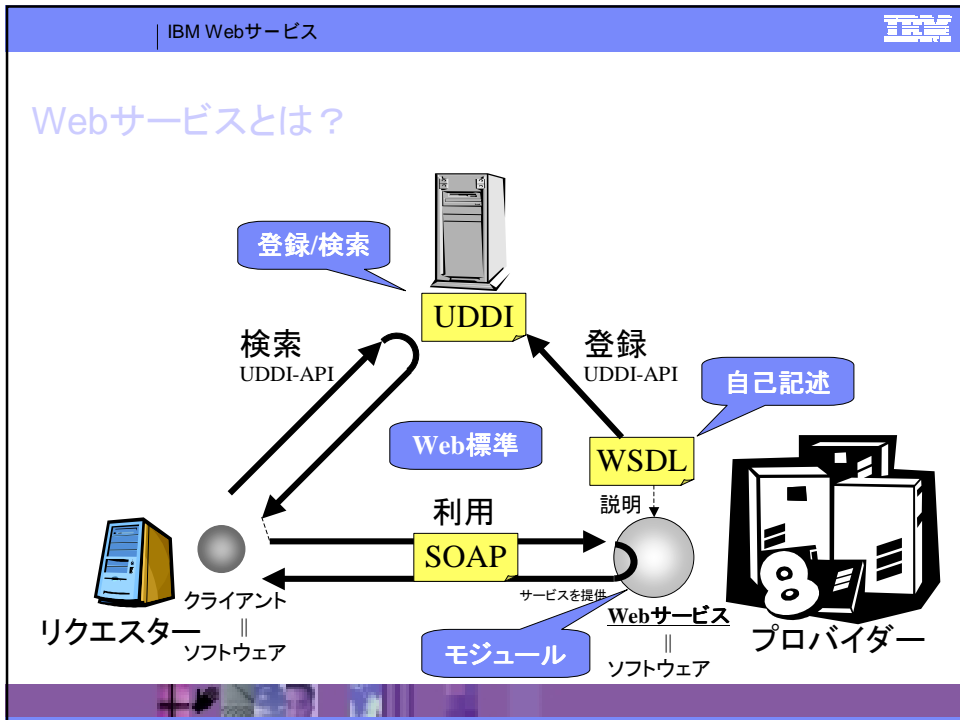 IBM Webサービス
IBM
Webサービスとは？
登録/検索
UDDI
検索
UDDI-API
登録
UDDI-API
自己記述
Web標準
WSDL
説明
利用
SOAP
サービスを提供
クライアント
||
ソフトウェア
リクエスター
Webサービス
||
ソフトウェア
モジュール
プロバイダー